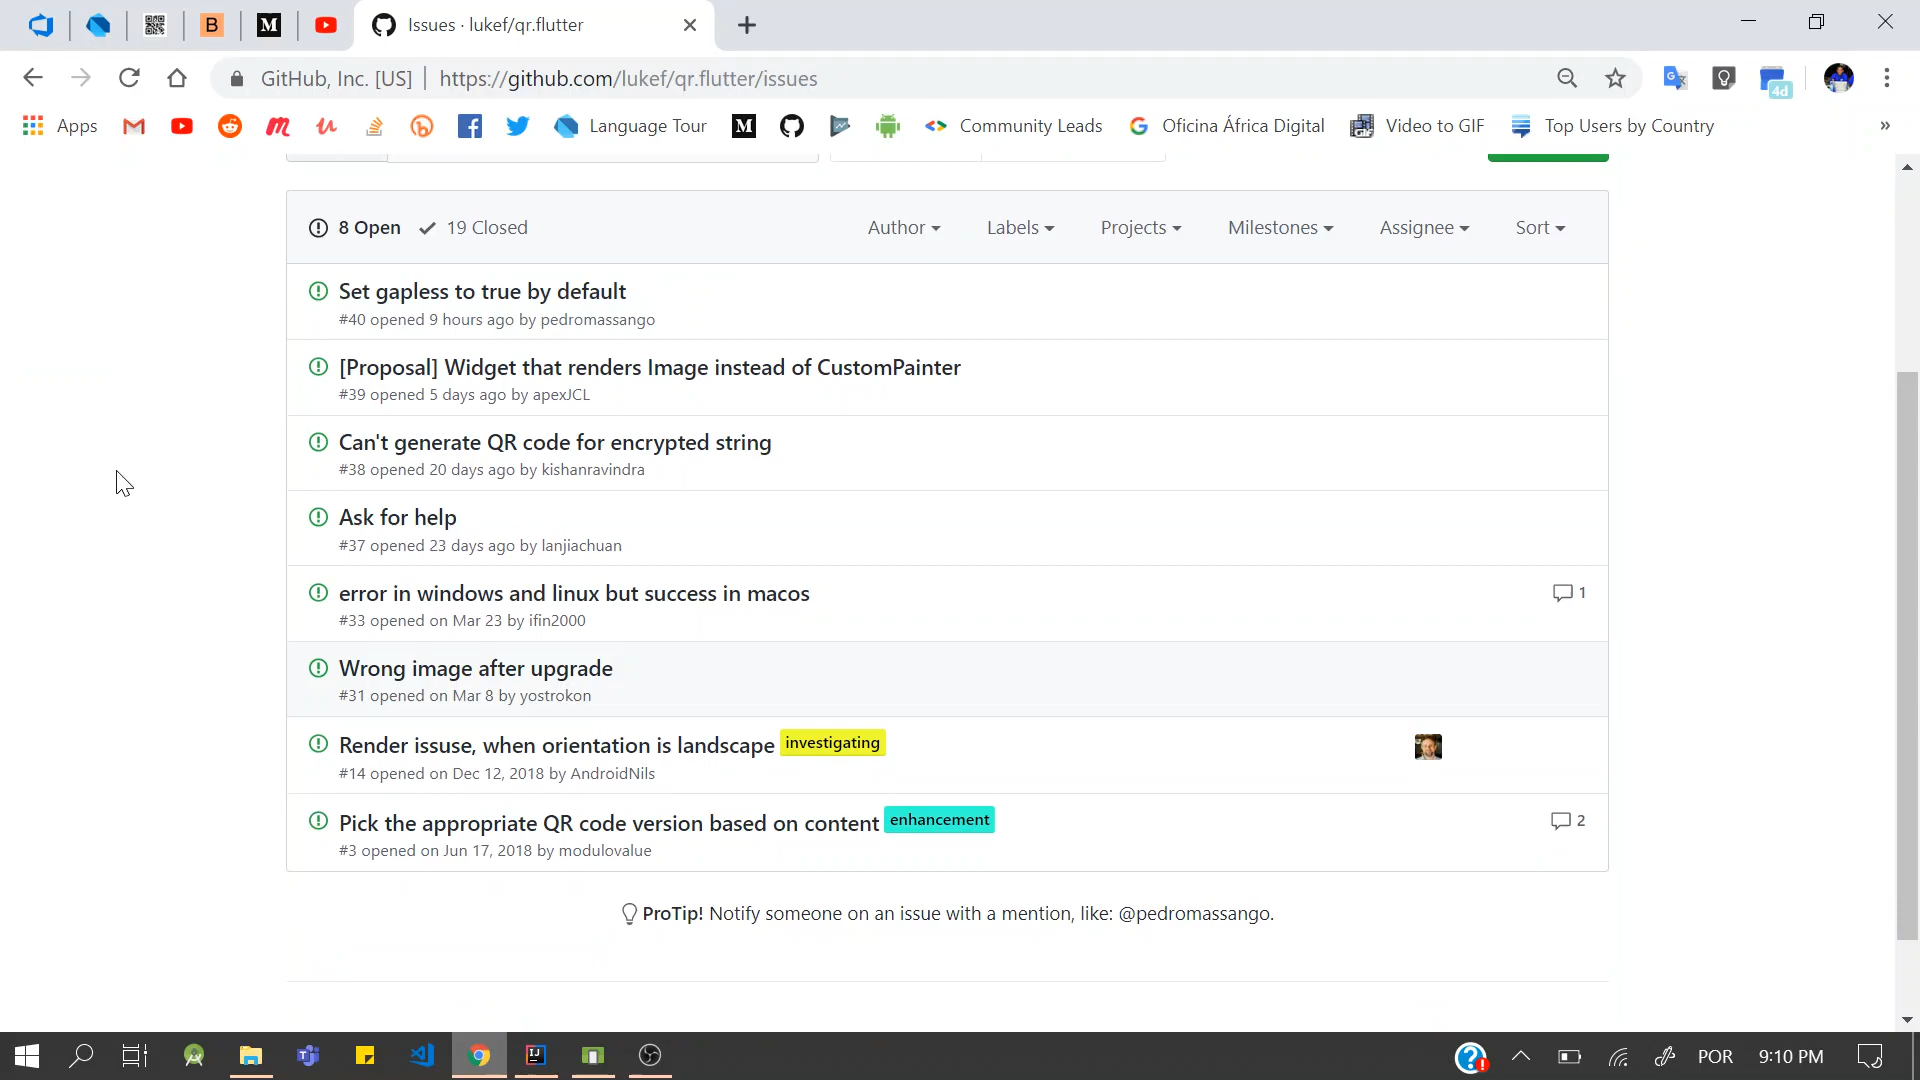 B
M
Issues · lukef/qr.flutter
GitHub, Inc. [US] | https://github.com/lukef/qr.flutter/issues
4d
Apps
Language Tour
M
Community Leads
Oficina África Digital
Video to GIF
Top Users by Country
»
8 Open
19 Closed
Author
Labels
Projects
Milestones
Assignee
Sort
Set gapless to true by default
#40 opened 9 hours ago by pedromassango
[Proposal] Widget that renders Image instead of CustomPainter
#39 opened 5 days ago by apexJCL
Can't generate QR code for encrypted string
#38 opened 20 days ago by kishanravindra
Ask for help
#37 opened 23 days ago by lanjiachuan
error in windows and linux but success in macos
1
#33 opened on Mar 23 by ifin2000
Wrong image after upgrade
#31 opened on Mar 8 by yostrokon
Render issuse, when orientation is landscape investigating
#14 opened on Dec 12, 2018 by AndroidNils
Pick the appropriate QR code version based on content enhancement
2
#3 opened on Jun 17, 2018 by modulovalue
ProTip! Notify someone on an issue with a mention, like: @pedromassango.
POR
9:10 PM